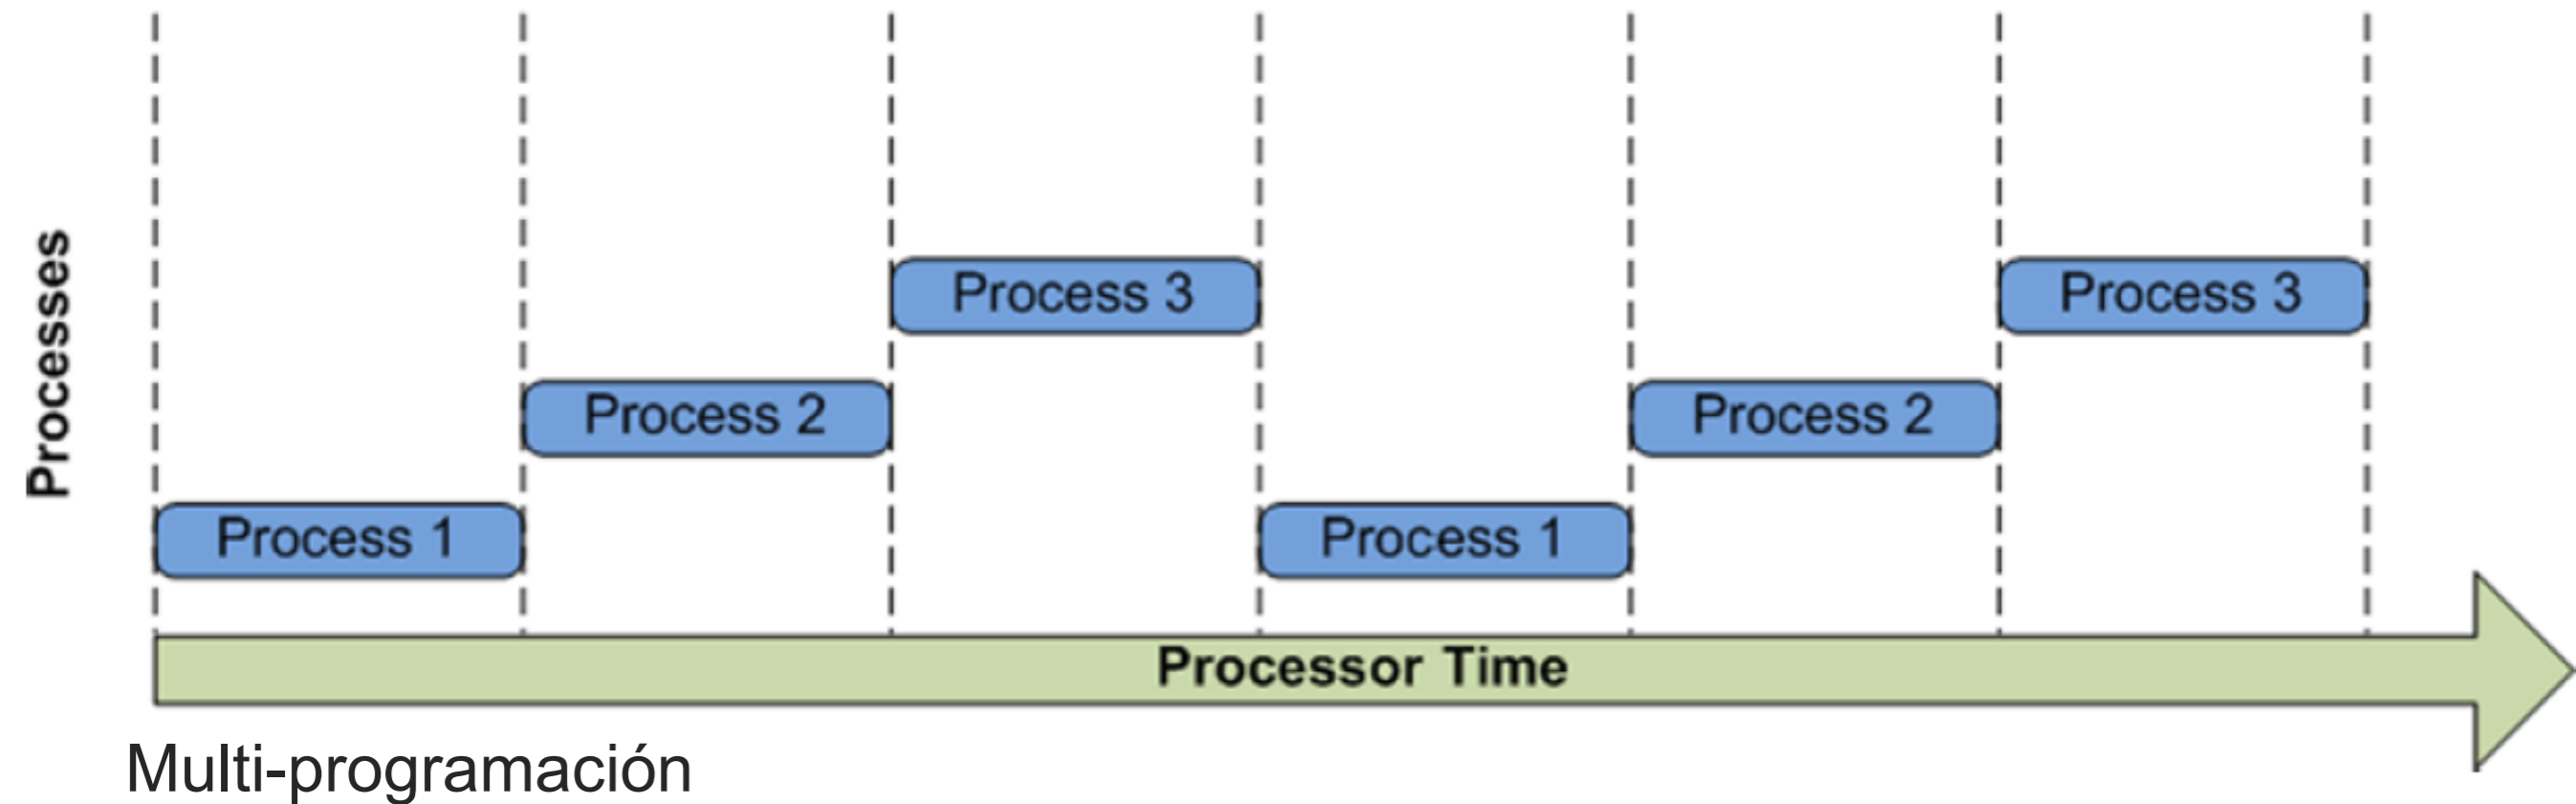 Processes
Process 3
Process 3
Process 2
Process 2
Process 1
Process 1
Processor Time
Multi-programación